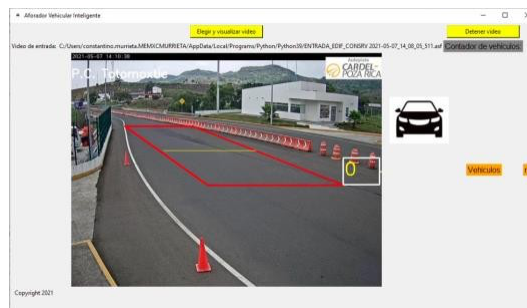 Aforador Vehicular Inteligente
Elegir y visualizar video
Detener video
Video de entrada: C:/Users/constantino.murrieta.MEMXCMURRIETA/AppData/Local/Programs/Python/Python39/ENTRADA_EDIF_CONSRV 2021-05-07_14_08_05_511.asf
Contador de vehiculos
2021-05-07 14:10:30
Autopista
CARDEL-
POZA RICA
P.C. Totomoxtle
0
Vehiculos
Copyright 2021